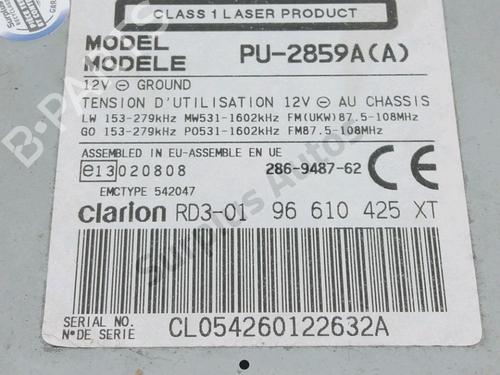 CLASS 1 LASER PRODUCT
MODEL
MODELE PU-2859A(A)
12V ⊖ GROUND
TENSION D'UTILISATION 12V ⊖ AU CHASSIS
LW 153-279kHz MW531-1602kHz FM(UKW)87.5-108MHz
GO 153-279kHz PO531-1602kHz FM87.5-108MHz
ASSEMBLED IN EU-ASSEMBLE EN UE
e13 020808 286-9487-62 CE
EMCTYPE 542047
clarion RD3-01 96 610 425 XT
SERIAL NO.
N° DE SERIE CL054260122632A
B-PARTS
Surplus Autos